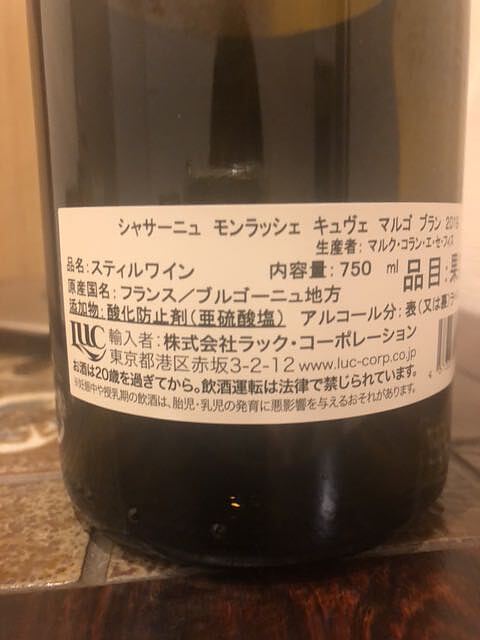 シャサーニュ モンラッシェ キュヴェ マルゴ ブラン
生産者: マルク・コラン・エ・セ・フィス
品名: スティルワイン 内容量: 750 ml 品目: 果
原産国名: フランス/ブルゴーニュ地方
添加物: 酸化防止剤(亜硫酸塩) アルコール分: 表(又は裏)
LUC 輸入者: 株式会社ラック・コーポレーション
東京都港区赤坂3-2-12 www.luc-corp.co.jp
お酒は20歳を過ぎてから。飲酒運転は法律で禁じられています。
※妊娠中や授乳期の飲酒は、胎児・乳児の発育に悪影響を与えるおそれがあります。